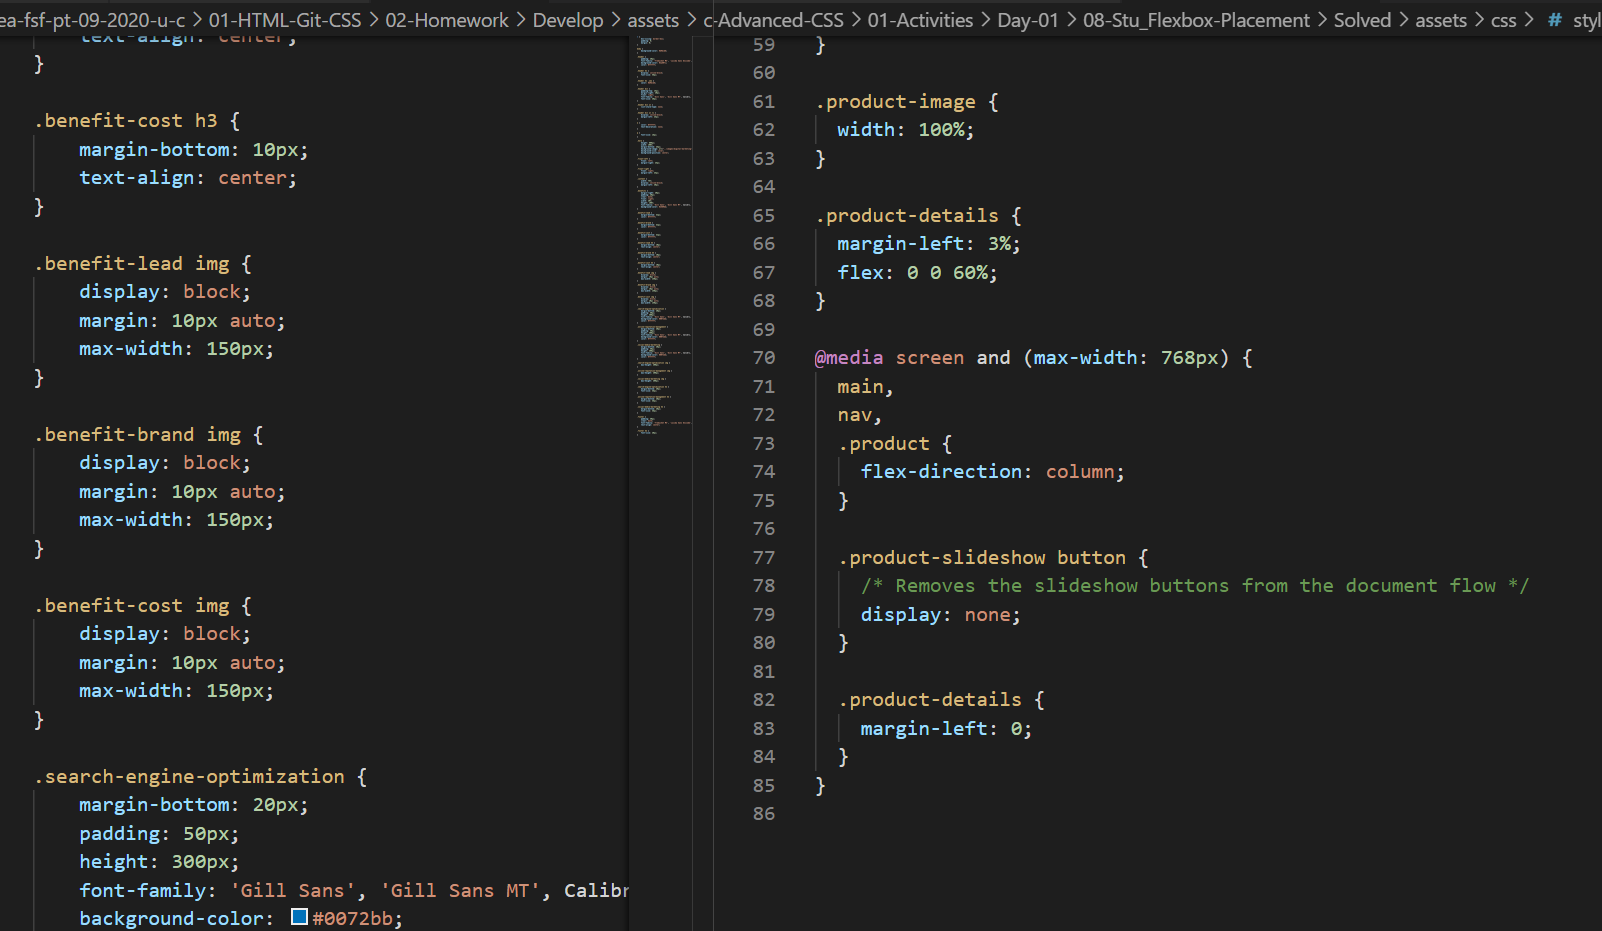 ea-fsf-pt-09-2020-u-c > 01-HTML-Git-CSS > 02-Homework > Develop > assets > c
text-align: center;
}
.benefit-cost h3 {
margin-bottom: 10px;
text-align: center;
}
.benefit-lead img {
display: block;
margin: 10px auto;
max-width: 150px;
}
.benefit-brand img {
display: block;
margin: 10px auto;
max-width: 150px;
}
.benefit-cost img {
display: block;
margin: 10px auto;
max-width: 150px;
}
.search-engine-optimization {
margin-bottom: 20px;
padding: 50px;
height: 300px;
font-family: 'Gill Sans', 'Gill Sans MT', Calibr
background-color: #0072bb;
-Advanced-CSS > 01-Activities > Day-01 > 08-Stu_Flexbox-Placement > Solved > assets > css > # styl
59 }
60
61 .product-image {
62 width: 100%;
63 }
64
65 .product-details {
66 margin-left: 3%;
67 flex: 0 0 60%;
68 }
69
70 @media screen and (max-width: 768px) {
71 main,
72 nav,
73 .product {
74 flex-direction: column;
75 }
76
77 .product-slideshow button {
78 /* Removes the slideshow buttons from the document flow */
79 display: none;
80 }
81
82 .product-details {
83 margin-left: 0;
84 }
85 }
86